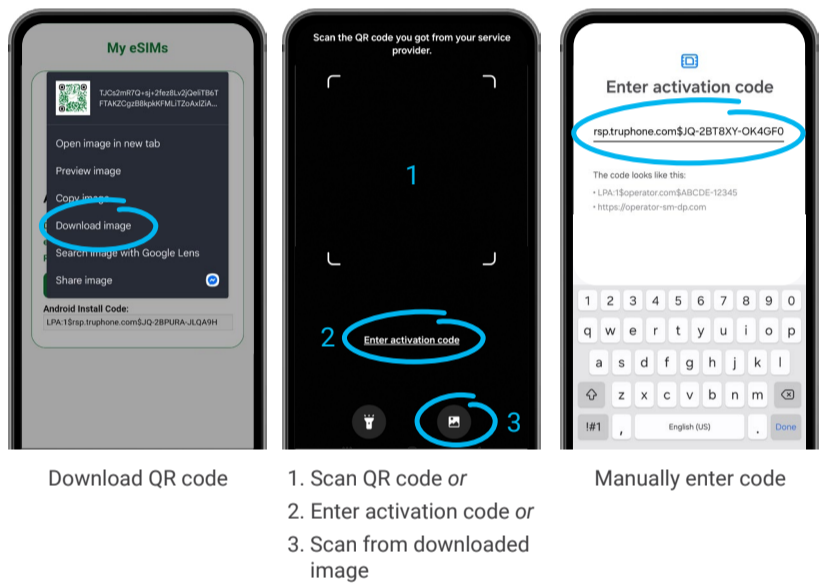 My eSIMs
TJCs2mR7Q+sj+2fez8Lv2jQeliTB6T
FTAKZCgzB8kpkKFMLiTZoAxIZiA...
Open image in new tab
Preview image
Copy image
Download image
Search image with Google Lens
Share image
Android Install Code:
LPA:1$rsp.truphone.com$JQ-2BPURA-JLQA9H
Download QR code
Scan the QR code you got from your service
provider.
1
2
Enter activation code
3
1. Scan QR code or
2. Enter activation code or
3. Scan from downloaded
image
Enter activation code
rsp.truphone.com$JQ-2BT8XY-OK4GF0
The code looks like this:
• LPA:1$operator.com$ABCDE-12345
• https://operator-sm-dp.com
1 2 3 4 5 6 7 8 9 0
q w e r t y u i o p
a s d f g h j k l
z x c v b n m
!#1 , English (US) . Done
Manually enter code